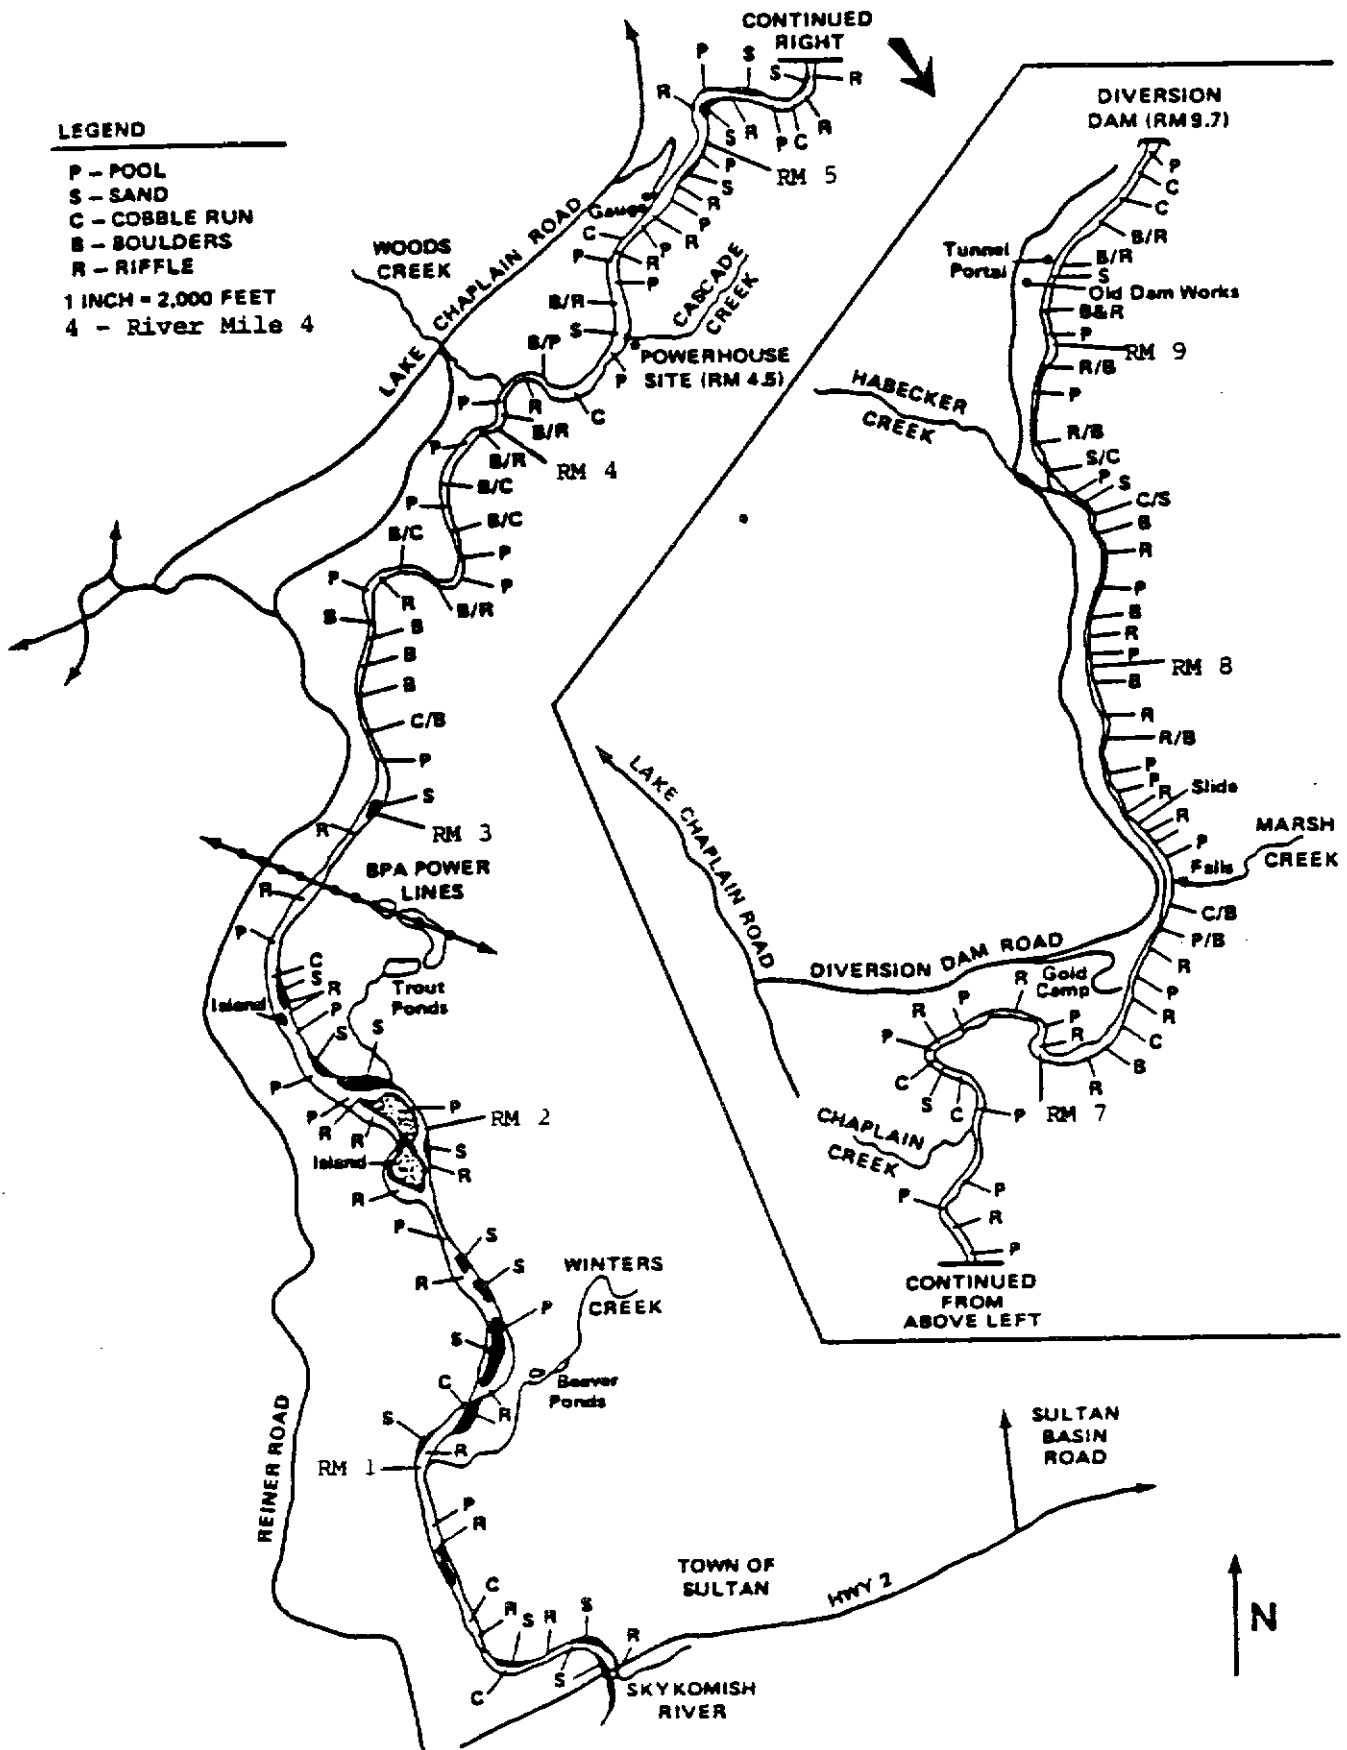 CONTINUED
RIGHT
LEGEND
P – POOL
S – SAND
C – COBBLE RUN
B – BOULDERS
R – RIFFLE
1 INCH = 2,000 FEET
4 - River Mile 4
P
S
S
R
R
S
R
P
C
R
P
RM 5
S
R
P
Gauge
C
R
P
P
R
P
P
WOODS
CREEK
LAKE CHAPLAIN ROAD
CASCADE
CREEK
B/R
S
B/P
POWERHOUSE
SITE (RM 4.5)
P
P
R
C
B/R
P
B/R
RM 4
B/C
P
B/C
B/C
P
P
P
R
B/R
S
B
B
B
C/B
P
S
R
RM 3
BPA POWER
LINES
R
P
C
S
R
Island
P
Trout
Ponds
S
S
P
P
R
P
RM 2
R
S
Island
R
R
P
S
S
R
WINTERS
CREEK
P
S
C
Beaver
Ponds
R
R
S
R
RM 1
REINER ROAD
P
R
C
R
S
R
S
R
S
C
TOWN OF
SULTAN
HWY 2
SKYKOMISH
RIVER
SULTAN
BASIN
ROAD
N
DIVERSION
DAM (RM 9.7)
P
C
C
B/R
Tunnel
Portal
B/R
S
Old Dam Works
B&R
P
RM 9
R/B
P
HABECKER
CREEK
R/B
S/C
P
S
C/S
B
R
P
B
R
P
RM 8
B
R
R/B
P
P
R
Slide
R
P
MARSH
CREEK
Falls
C/B
P/B
R
P
R
C
B
R
LAKE CHAPLAIN ROAD
DIVERSION DAM ROAD
Gold
Camp
R
P
R
P
R
P
RM 7
C
S
C
P
CHAPLAIN
CREEK
P
P
R
P
CONTINUED
FROM
ABOVE LEFT